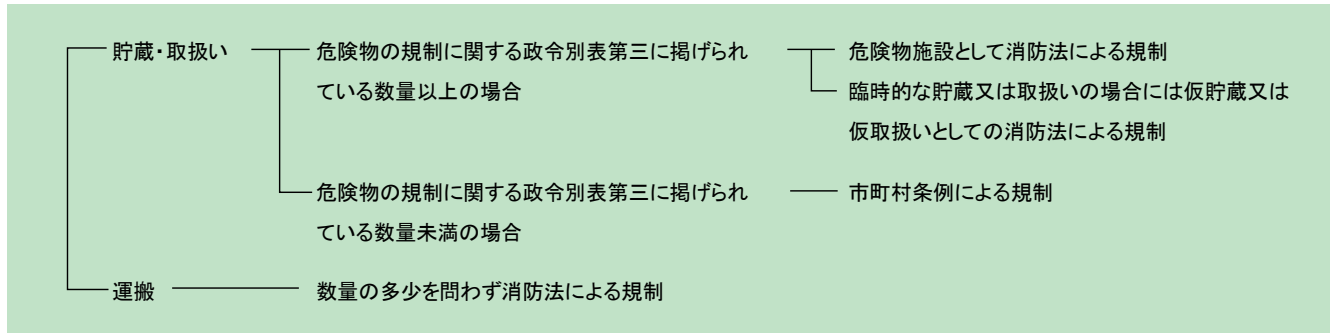 貯蔵・取扱い
危険物の規制に関する政令別表第三に掲げられ
ている数量以上の場合
危険物施設として消防法による規制
臨時的な貯蔵又は取扱いの場合には仮貯蔵又は
仮取扱いとしての消防法による規制
危険物の規制に関する政令別表第三に掲げられ
ている数量未満の場合
市町村条例による規制
運搬
数量の多少を問わず消防法による規制